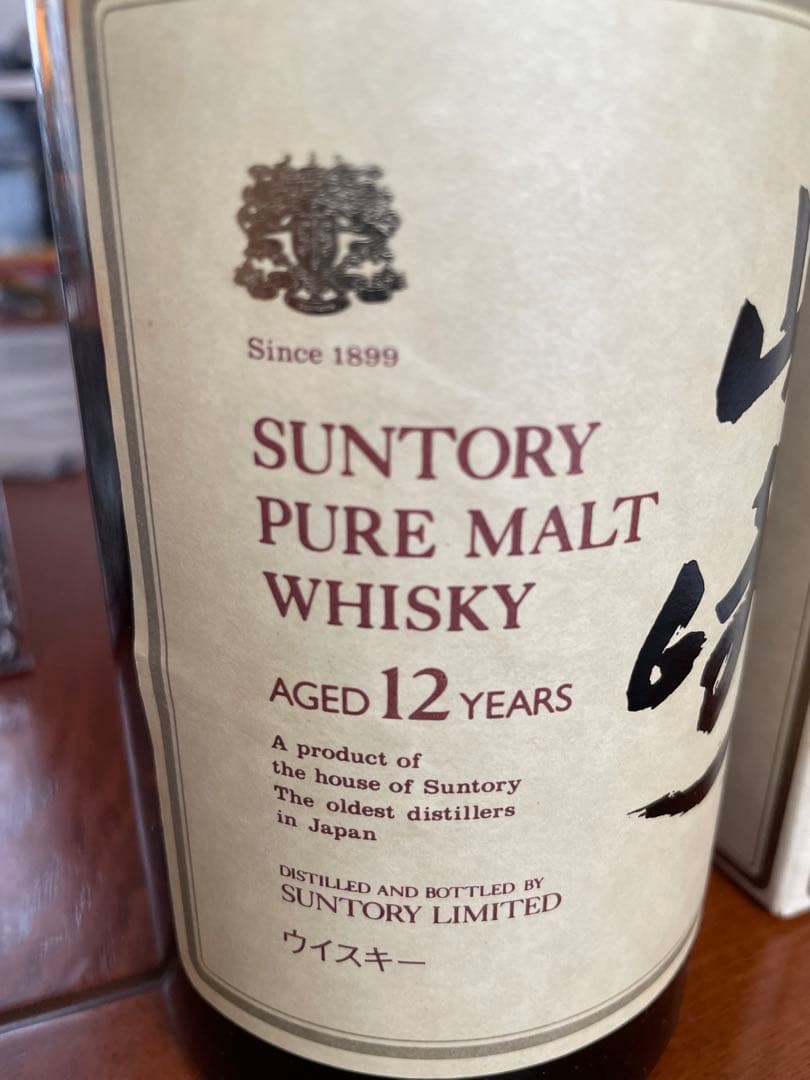 Since 1899
SUNTORY
PURE MALT
WHISKY
AGED 12 YEARS
A product of
the house of Suntory
The oldest distillers
in Japan
DISTILLED AND BOTTLED BY
SUNTORY LIMITED
ウイスキー